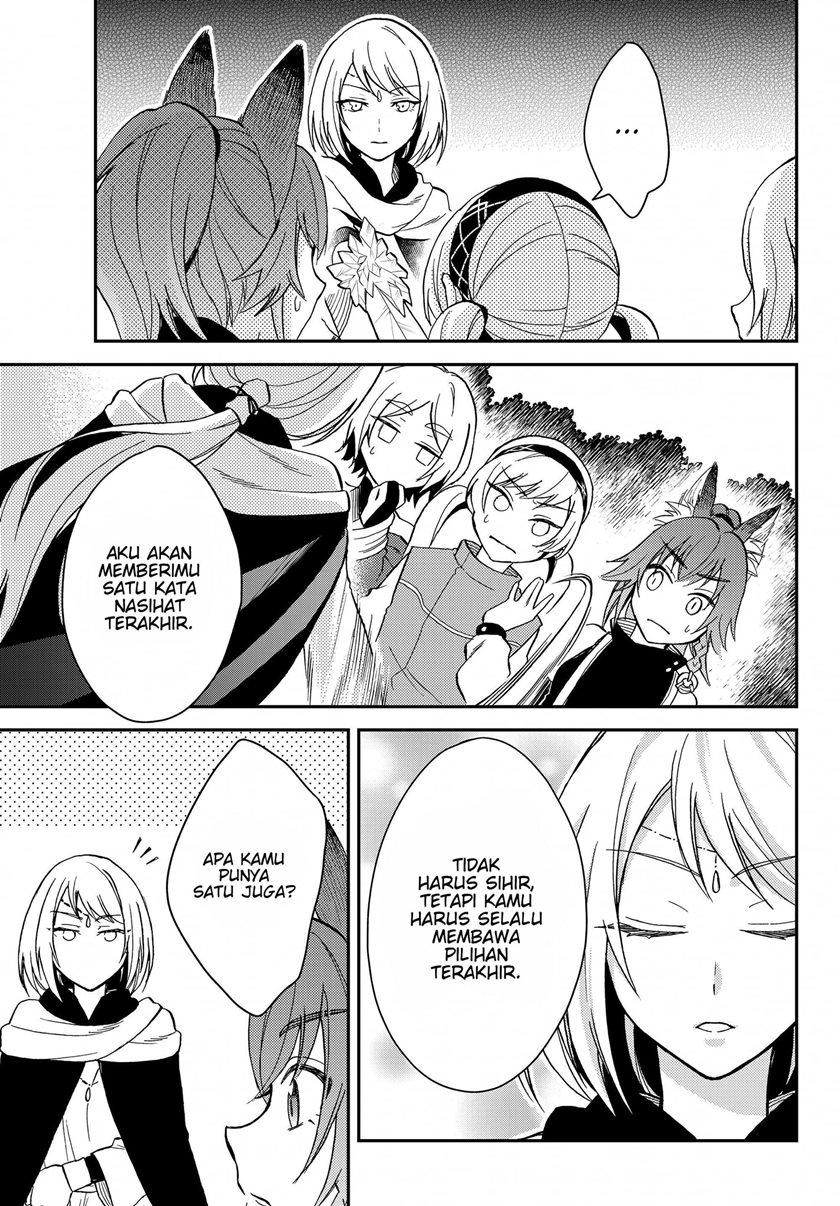 ...
AKU AKAN
MEMBERIMU
SATU KATA
NASIHAT
TERAKHIR.
TIDAK
HARUS SIHIR,
TETAPI KAMU
HARUS SELALU
MEMBAWA
PILIHAN
TERAKHIR.
APA KAMU
PUNYA
SATU JUGA?